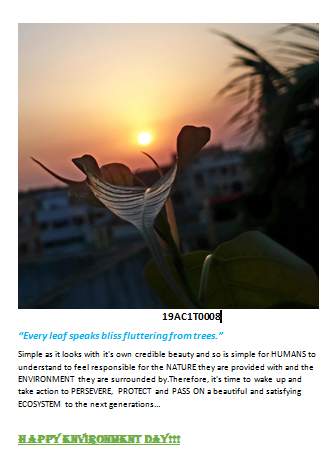 19AC1T0008
“Every leaf speaks bliss fluttering from trees.”
Simple as it looks with it's own credible beauty and so is simple for HUMANS to
understand to feel responsible for the NATURE they are provided with and the
ENVIRONMENT they are surrounded by.Therefore, it's time to wake up and
take action to PERSEVERE, PROTECT and PASS ON a beautiful and satisfying
ECOSYSTEM to the next generations...
HAPPY ENVIRONMENT DAY!!!